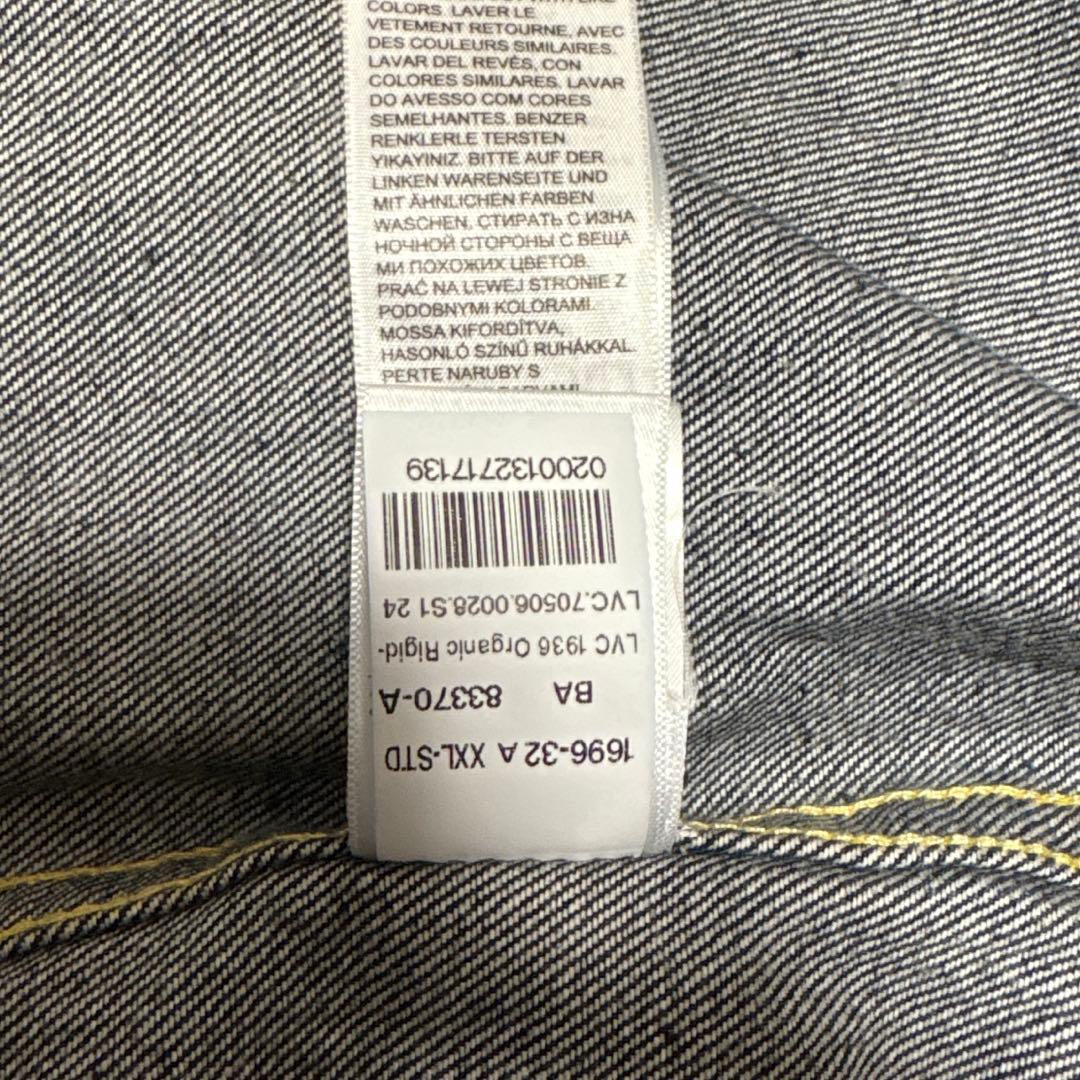 COLORS. LAVER LE
VETEMENT RETOURNE, AVEC
DES COULEURS SIMILAIRES.
LAVAR DEL REVÉS, CON
COLORES SIMILARES. LAVAR
DO AVESSO COM CORES
SEMELHANTES. BENZER
RENKLERLE TERSTEN
YIKAYINIZ. BITTE AUF DER
LINKEN WARENSEITE UND
MIT ÄHNLICHEN FARBEN
WASCHEN. СТИРАТЬ С ИЗНА
НОЧНОЙ СТОРОНЫ С ВЕЩА
МИ ПОХОЖИХ ЦВЕТОВ.
PRAĆ NA LEWEJ STRONIE Z
PODOBNYMI KOLORAMI.
MOSSA KIFORDÍTVA,
HASONLÓ SZÍNŰ RUHÁKKAL.
PERTE NARUBY S
1696-32 A XXL-STD
BA 83370-A
LVC 1936 Organic Rigid-
LVC.70506.0028.S1 24
0200132717139